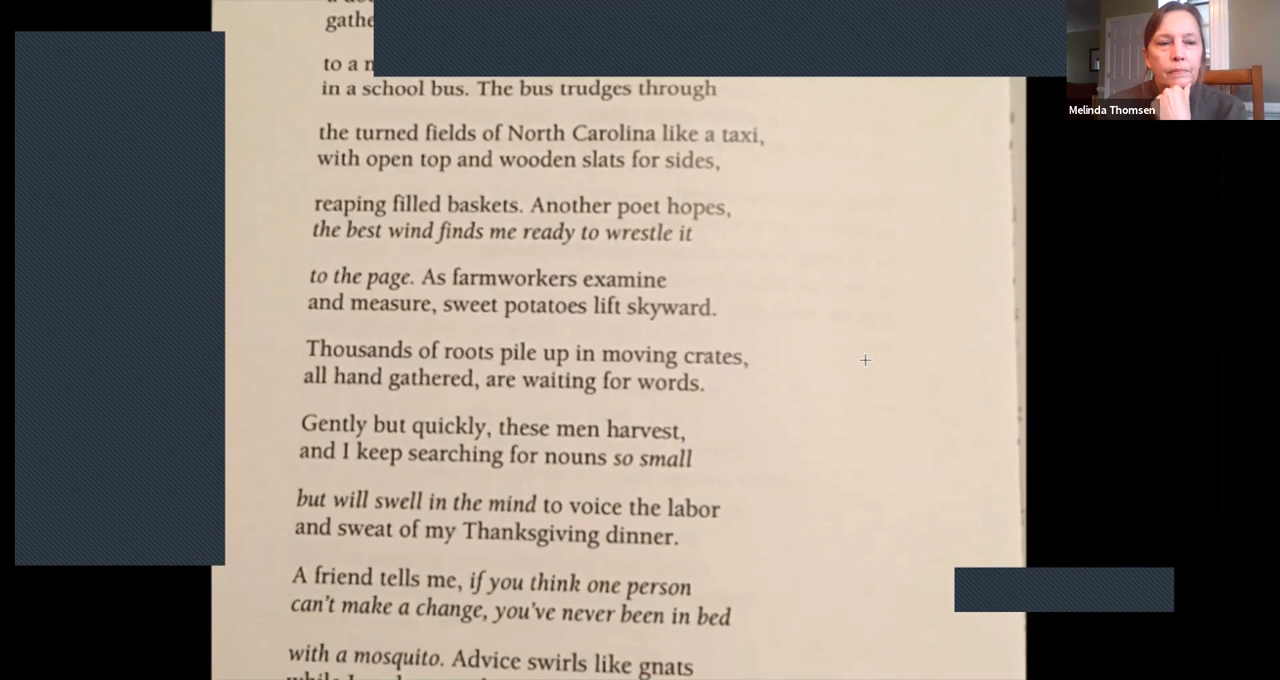 gathe
to a
in a school bus. The bus trudges through
the turned fields of North Carolina like a taxi,
with open top and wooden slats for sides,
reaping filled baskets. Another poet hopes,
the best wind finds me ready to wrestle it
to the page. As farmworkers examine
and measure, sweet potatoes lift skyward.
Thousands of roots pile up in moving crates,
all hand gathered, are waiting for words.
Gently but quickly, these men harvest,
and I keep searching for nouns so small
but will swell in the mind to voice the labor
and sweat of my Thanksgiving dinner.
A friend tells me, if you think one person
can't make a change, you've never been in bed
with a mosquito. Advice swirls like gnats
Melinda Thomsen